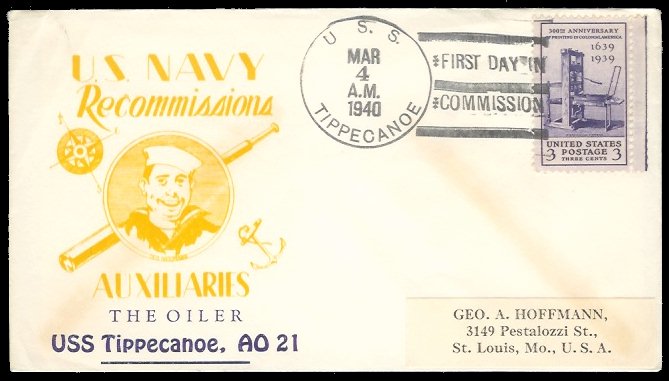 U.S. NAVY
Recommissions
AUXILIARIES
THE OILER
USS Tippecanoe, AO 21
U. S. S.
TIPPECANOE
MAR
4
A.M.
1940
FIRST DAY IN
COMMISSION
300TH ANNIVERSARY
OF PRINTING IN COLONIAL AMERICA
1639
1939
UNITED STATES
3 POSTAGE 3
THREE CENTS
GEO. A. HOFFMANN,
3149 Pestalozzi St.,
St. Louis, Mo., U. S. A.